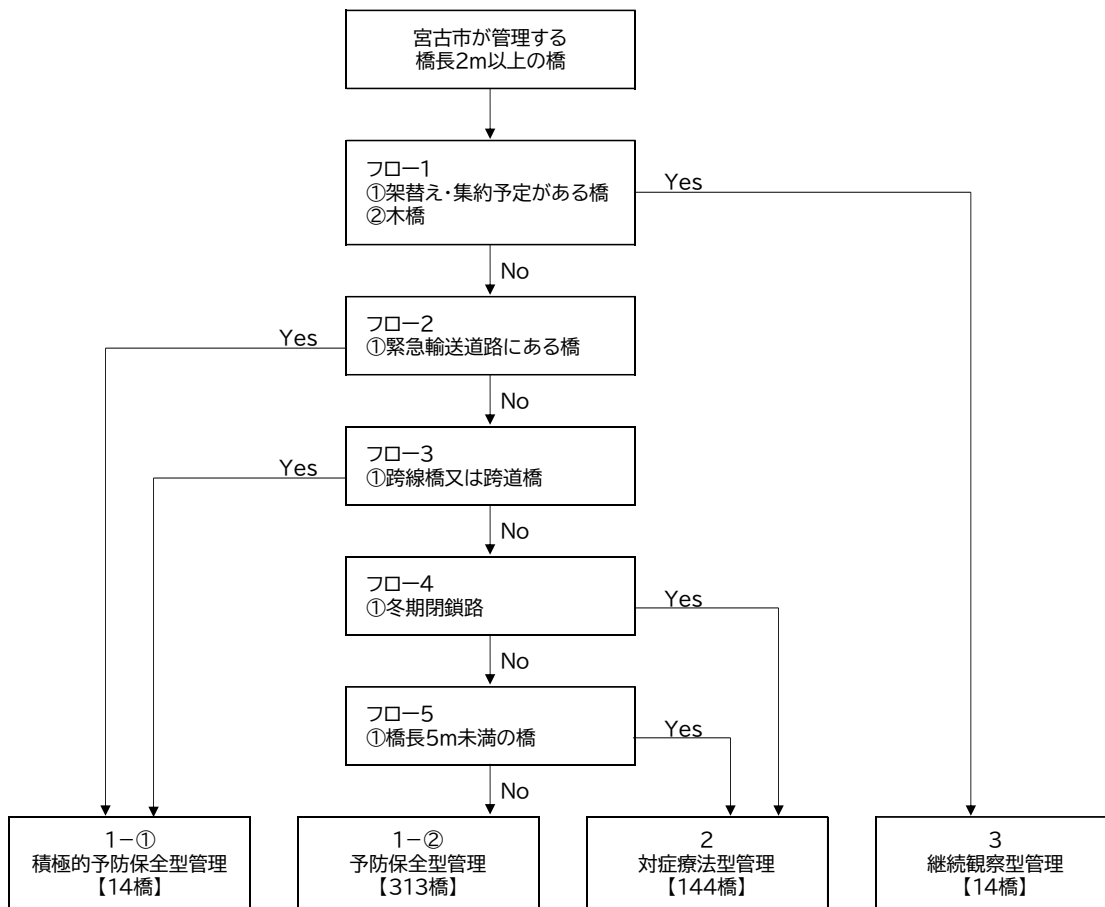 宮古市が管理する
橋長2m以上の橋
フロー1
①架替え・集約予定がある橋
②木橋
Yes
No
フロー2
①緊急輸送道路にある橋
Yes
No
フロー3
①跨線橋又は跨道橋
Yes
No
フロー4
①冬期閉鎖路
Yes
No
フロー5
①橋長5m未満の橋
Yes
No
1-①
積極的予防保全型管理
【14橋】
1-②
予防保全型管理
【313橋】
2
対症療法型管理
【144橋】
3
継続観察型管理
【14橋】